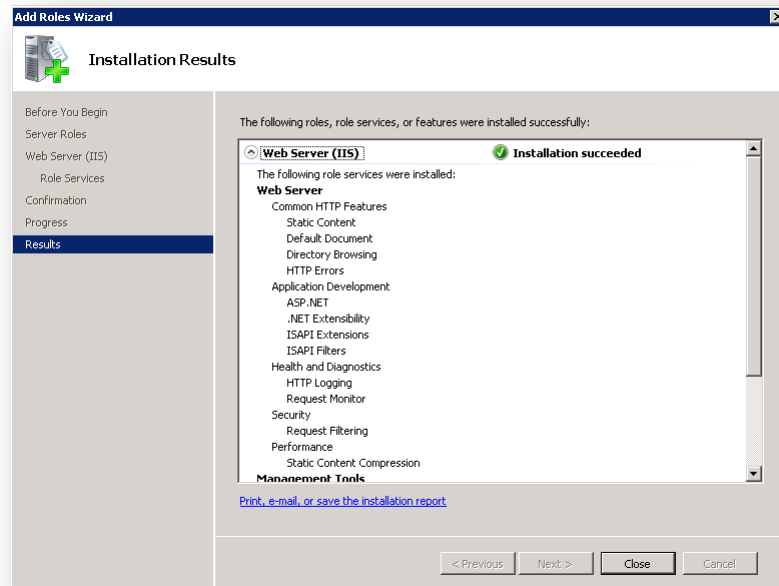 Add Roles Wizard
Installation Results
Before You Begin
Server Roles
Web Server (IIS)
Role Services
Confirmation
Progress
Results
The following roles, role services, or features were installed successfully:
Web Server (IIS) Installation succeeded
The following role services were installed:
Web Server
Common HTTP Features
Static Content
Default Document
Directory Browsing
HTTP Errors
Application Development
ASP.NET
.NET Extensibility
ISAPI Extensions
ISAPI Filters
Health and Diagnostics
HTTP Logging
Request Monitor
Security
Request Filtering
Performance
Static Content Compression
Management Tools
Print, e-mail, or save the installation report
< Previous Next > Close Cancel